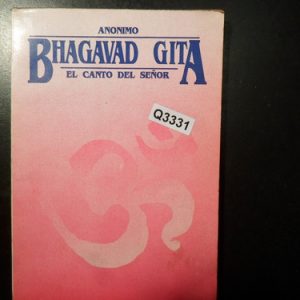 ANONIMO
BHAGAVAD GITA
EL CANTO DEL SEÑOR
Q3331
ॐ